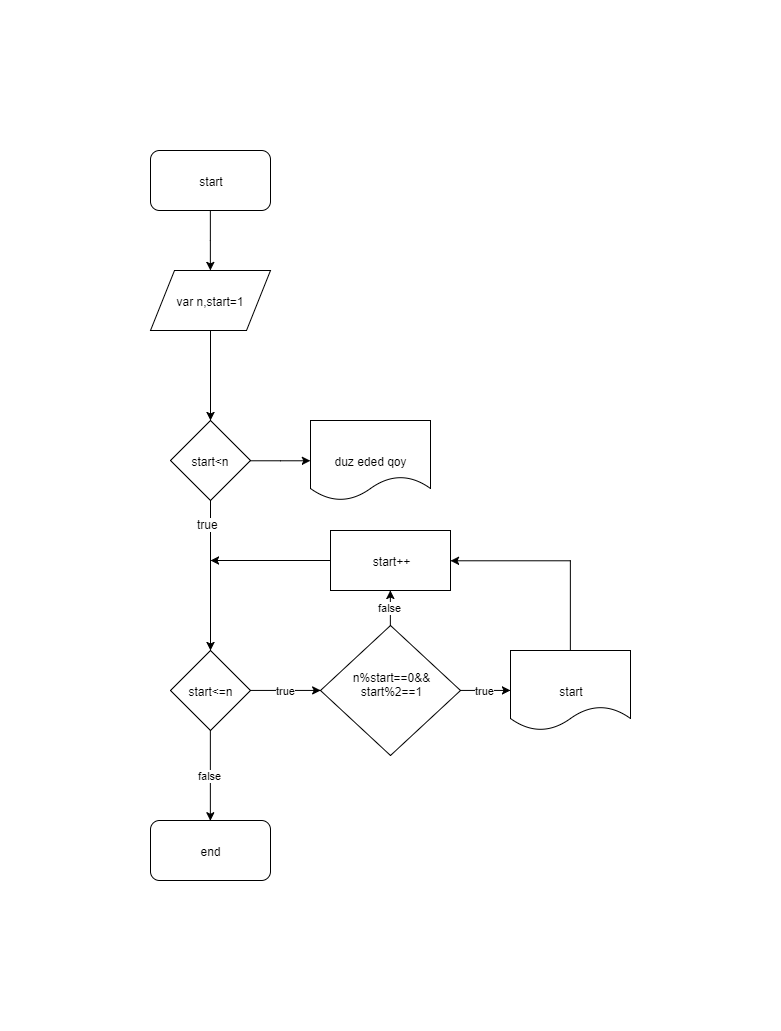 start
var n,start=1
start<n
duz eded qoy
true
start++
false
start<=n
true
n%start==0&&
start%2==1
true
start
false
end